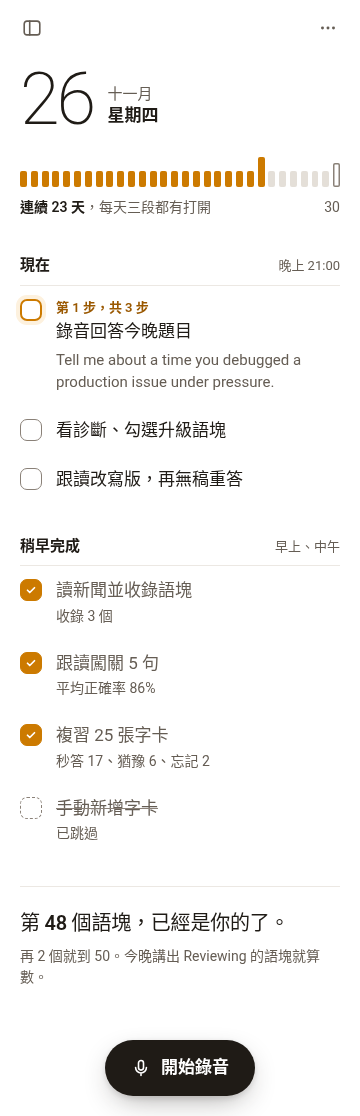 26
十一月
星期四
連續 23 天，每天三段都有打開
30
現在
晚上 21:00
第 1 步，共 3 步
錄音回答今晚題目
Tell me about a time you debugged a
production issue under pressure.
看診斷、勾選升級語塊
跟讀改寫版，再無稿重答
稍早完成
早上、中午
讀新聞並收錄語塊
收錄 3 個
跟讀闖關 5 句
平均正確率 86%
複習 25 張字卡
秒答 17、猶豫 6、忘記 2
手動新增字卡
已跳過
第 48 個語塊，已經是你的了。
再 2 個就到 50。今晚講出 Reviewing 的語塊就算
數。
開始錄音